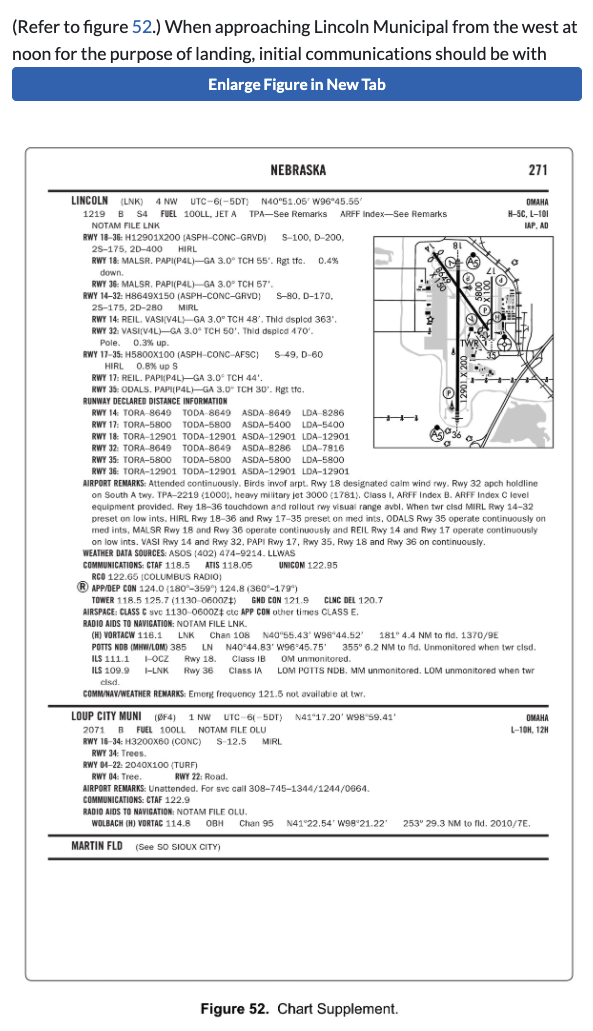 (Refer to figure 52.) When approaching Lincoln Municipal from the west at
noon for the purpose of landing, initial communications should be with
Enlarge Figure in New Tab
NEBRASKA 271
LINCOLN (LNK) 4 NW UTC-6(-5DT) N40°51.05' W96°45.55' OMAHA
1219 B S4 FUEL 100LL, JET A TPA—See Remarks ARFF Index—See Remarks H-5C, L-10I
NOTAM FILE LNK IAP, AD
RWY 18-36: H12901X200 (ASPH-CONC-GRVD) S-100, D-200,
2S-175, 2D-400 HIRL
RWY 18: MALSR. PAPI(P4L)—GA 3.0° TCH 55'. Rgt tfc. 0.4%
down.
RWY 36: MALSR. PAPI(P4L)—GA 3.0° TCH 57'.
RWY 14-32: H8649X150 (ASPH-CONC-GRVD) S-80, D-170,
2S-175, 2D-280 MIRL
RWY 14: REIL. VASI(V4L)—GA 3.0° TCH 48'. Thld dsplcd 363'.
RWY 32: VASI(V4L)—GA 3.0° TCH 50'. Thld dsplcd 470'.
Pole. 0.3% up.
RWY 17-35: H5800X100 (ASPH-CONC-AFSC) S-49, D-60
HIRL 0.8% up S
RWY 17: REIL. PAPI(P4L)—GA 3.0° TCH 44'.
RWY 35: ODALS. PAPI(P4L)—GA 3.0° TCH 30'. Rgt tfc.
RUNWAY DECLARED DISTANCE INFORMATION
RWY 14: TORA-8649 TODA-8649 ASDA-8649 LDA-8286
RWY 17: TORA-5800 TODA-5800 ASDA-5400 LDA-5400
RWY 18: TORA-12901 TODA-12901 ASDA-12901 LDA-12901
RWY 32: TORA-8649 TODA-8649 ASDA-8286 LDA-7816
RWY 35: TORA-5800 TODA-5800 ASDA-5800 LDA-5800
RWY 36: TORA-12901 TODA-12901 ASDA-12901 LDA-12901
18
17
5800
X100
TWR
35
12901 X 200
36
AIRPORT REMARKS: Attended continuously. Birds invof arpt. Rwy 18 designated calm wind rwy. Rwy 32 apch holdline
on South A twy. TPA-2219 (1000), heavy military jet 3000 (1781). Class I, ARFF Index B. ARFF Index C level
equipment provided. Rwy 18-36 touchdown and rollout rwy visual range avbl. When twr clsd MIRL Rwy 14-32
preset on low ints, HIRL Rwy 18-36 and Rwy 17-35 preset on med ints, ODALS Rwy 35 operate continuously on
med ints, MALSR Rwy 18 and Rwy 36 operate continuously and REIL Rwy 14 and Rwy 17 operate continuously
on low ints. VASI Rwy 14 and Rwy 32, PAPI Rwy 17, Rwy 35, Rwy 18 and Rwy 36 on continuously.
WEATHER DATA SOURCES: ASOS (402) 474-9214. LLWAS
COMMUNICATIONS: CTAF 118.5 ATIS 118.05 UNICOM 122.95
RCO 122.65 (COLUMBUS RADIO)
Ⓡ APP/DEP CON 124.0 (180°-359°) 124.8 (360°-179°)
TOWER 118.5 125.7 (1130-0600Z‡) GND CON 121.9 CLNC DEL 120.7
AIRSPACE: CLASS C svc 1130-0600Z‡ ctc APP CON other times CLASS E.
RADIO AIDS TO NAVIGATION: NOTAM FILE LNK.
(H) VORTACW 116.1 LNK Chan 108 N40°55.43' W96°44.52' 181° 4.4 NM to fld. 1370/9E
POTTS NDB (MHW/LOM) 385 LN N40°44.83' W96°45.75' 355° 6.2 NM to fld. Unmonitored when twr clsd.
ILS 111.1 I-OCZ Rwy 18. Class IB OM unmonitored.
ILS 109.9 I-LNK Rwy 36 Class IA LOM POTTS NDB. MM unmonitored. LOM unmonitored when twr
clsd.
COMM/NAV/WEATHER REMARKS: Emerg frequency 121.5 not available at twr.
LOUP CITY MUNI (ØF4) 1 NW UTC-6(-5DT) N41°17.20' W98°59.41' OMAHA
2071 B FUEL 100LL NOTAM FILE OLU L-10H, 12H
RWY 16-34: H3200X60 (CONC) S-12.5 MIRL
RWY 34: Trees.
RWY 04-22: 2040X100 (TURF)
RWY 04: Tree. RWY 22: Road.
AIRPORT REMARKS: Unattended. For svc call 308-745-1344/1244/0664.
COMMUNICATIONS: CTAF 122.9
RADIO AIDS TO NAVIGATION: NOTAM FILE OLU.
WOLBACH (H) VORTAC 114.8 OBH Chan 95 N41°22.54' W98°21.22' 253° 29.3 NM to fld. 2010/7E.
MARTIN FLD (See SO SIOUX CITY)
Figure 52. Chart Supplement.